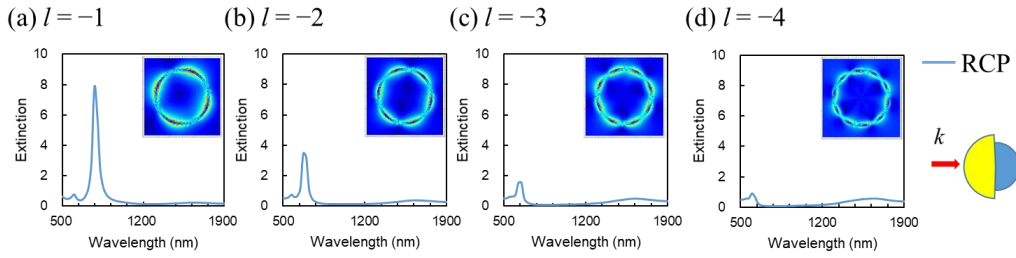 (a) l = −1
(b) l = −2
(c) l = −3
(d) l = −4
10
8
6
4
2
0
Extinction
500
1200
1900
Wavelength (nm)
10
8
6
4
2
0
Extinction
500
1200
1900
Wavelength (nm)
10
8
6
4
2
0
Extinction
500
1200
1900
Wavelength (nm)
10
8
6
4
2
0
Extinction
500
1200
1900
Wavelength (nm)
RCP
k